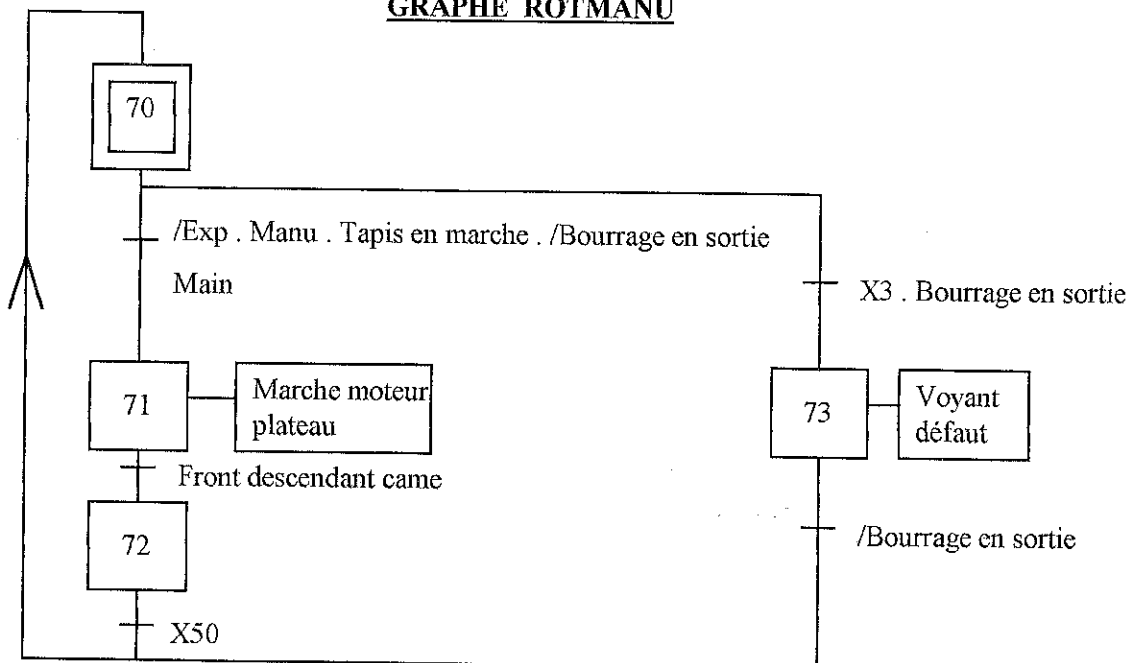 GRAPHE ROTMANU
70
/Exp . Manu . Tapis en marche . /Bourrage en sortie
Main
X3 . Bourrage en sortie
71
Marche moteur
plateau
73
Voyant
défaut
Front descendant came
72
/Bourrage en sortie
X50